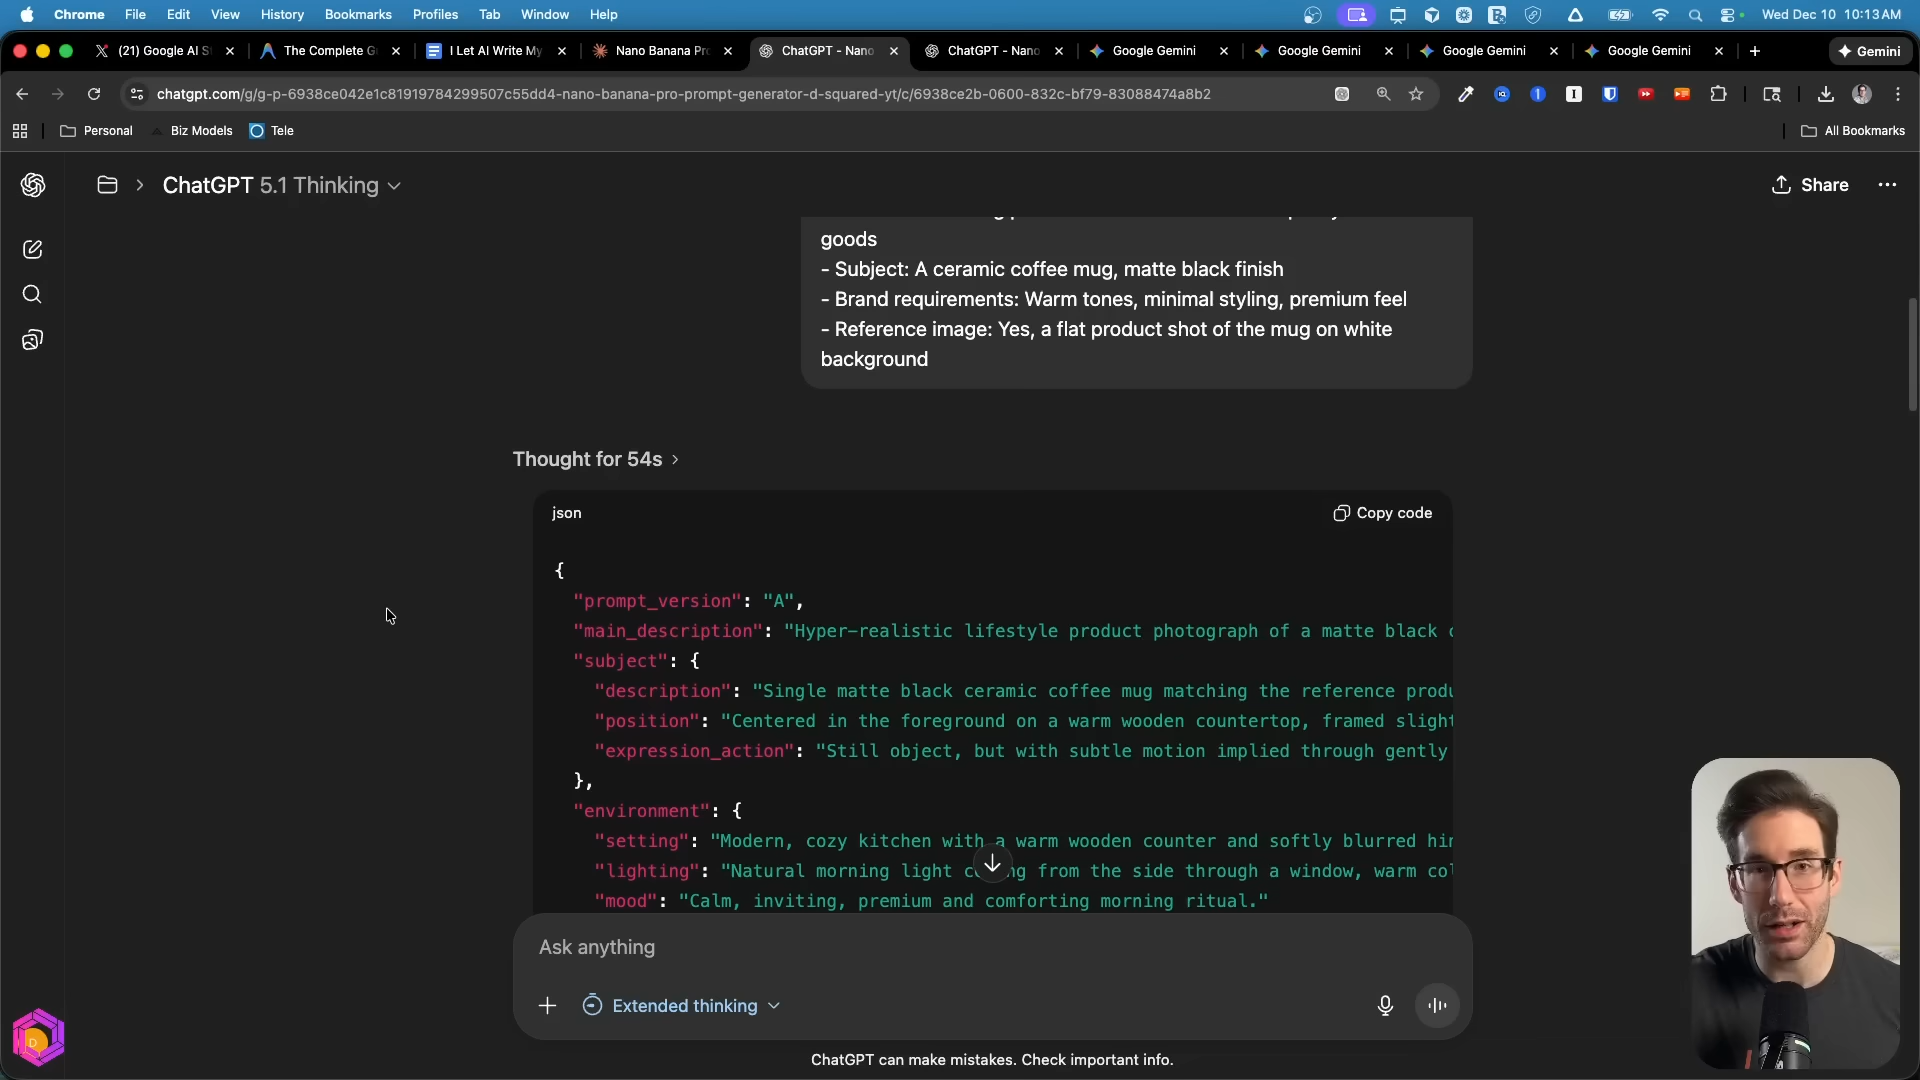 Chrome File Edit View History Bookmarks Profiles Tab Window Help
Wed Dec 10 10:13 AM
(21) Google AI S
The Complete G
I Let AI Write My
Nano Banana Pro
ChatGPT - Nano
ChatGPT - Nano
Google Gemini
Google Gemini
Google Gemini
Google Gemini
Gemini
chatgpt.com/g/g-p-6938ce042e1c81919784299507c55dd4-nano-banana-pro-prompt-generator-d-squared-yt/c/6938ce2b-0600-832c-bf79-83088474a8b2
Personal
Biz Models
Tele
All Bookmarks
ChatGPT 5.1 Thinking
Share
goods
- Subject: A ceramic coffee mug, matte black finish
- Brand requirements: Warm tones, minimal styling, premium feel
- Reference image: Yes, a flat product shot of the mug on white
background
Thought for 54s
json
Copy code
{
"prompt_version": "A",
"main_description": "Hyper-realistic lifestyle product photograph of a matte black
"subject": {
"description": "Single matte black ceramic coffee mug matching the reference produ
"position": "Centered in the foreground on a warm wooden countertop, framed slight
"expression_action": "Still object, but with subtle motion implied through gently
},
"environment": {
"setting": "Modern, cozy kitchen with a warm wooden counter and softly blurred hin
"lighting": "Natural morning light from the side through a window, warm col
"mood": "Calm, inviting, premium and comforting morning ritual."
Ask anything
Extended thinking
D
ChatGPT can make mistakes. Check important info.